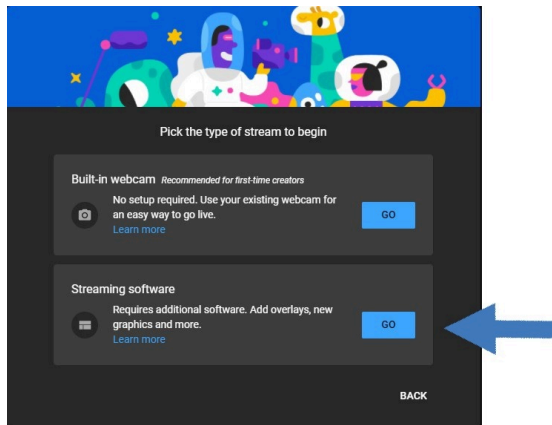 Pick the type of stream to begin
Built-in webcam Recommended for first-time creators
No setup required. Use your existing webcam for
an easy way to go live.
Learn more
GO
Streaming software
Requires additional software. Add overlays, new
graphics and more.
Learn more
GO
BACK